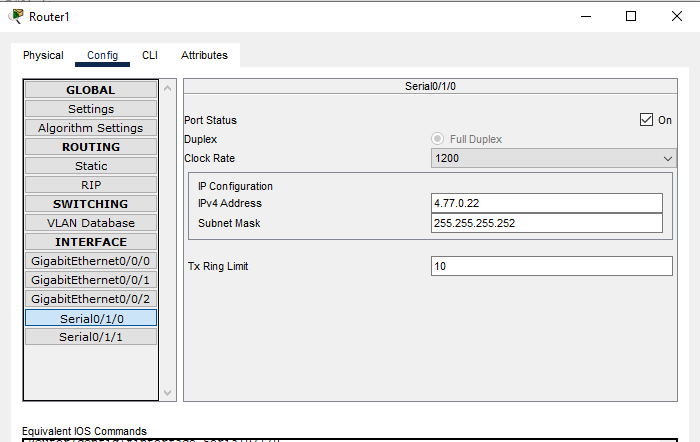 Router1
Physical Config CLI Attributes
GLOBAL
Settings
Algorithm Settings
ROUTING
Static
RIP
SWITCHING
VLAN Database
INTERFACE
GigabitEthernet0/0/0
GigabitEthernet0/0/1
GigabitEthernet0/0/2
Serial0/1/0
Serial0/1/1
Serial0/1/0
Port Status On
Duplex Full Duplex
Clock Rate 1200
IP Configuration
IPv4 Address 4.77.0.22
Subnet Mask 255.255.255.252
Tx Ring Limit 10
Equivalent IOS Commands